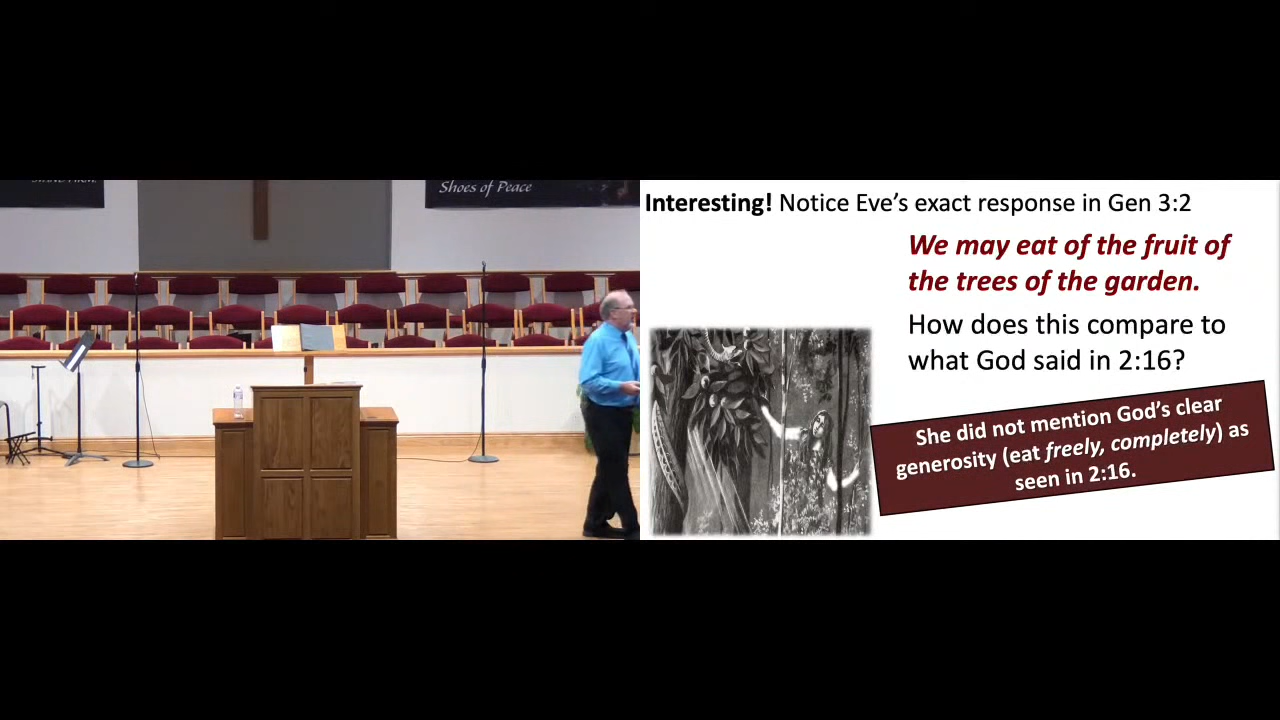 Shoes of Peace
Interesting! Notice Eve’s exact response in Gen 3:2
We may eat of the fruit of
the trees of the garden.
How does this compare to
what God said in 2:16?
She did not mention God’s clear
generosity (eat freely, completely) as
seen in 2:16.